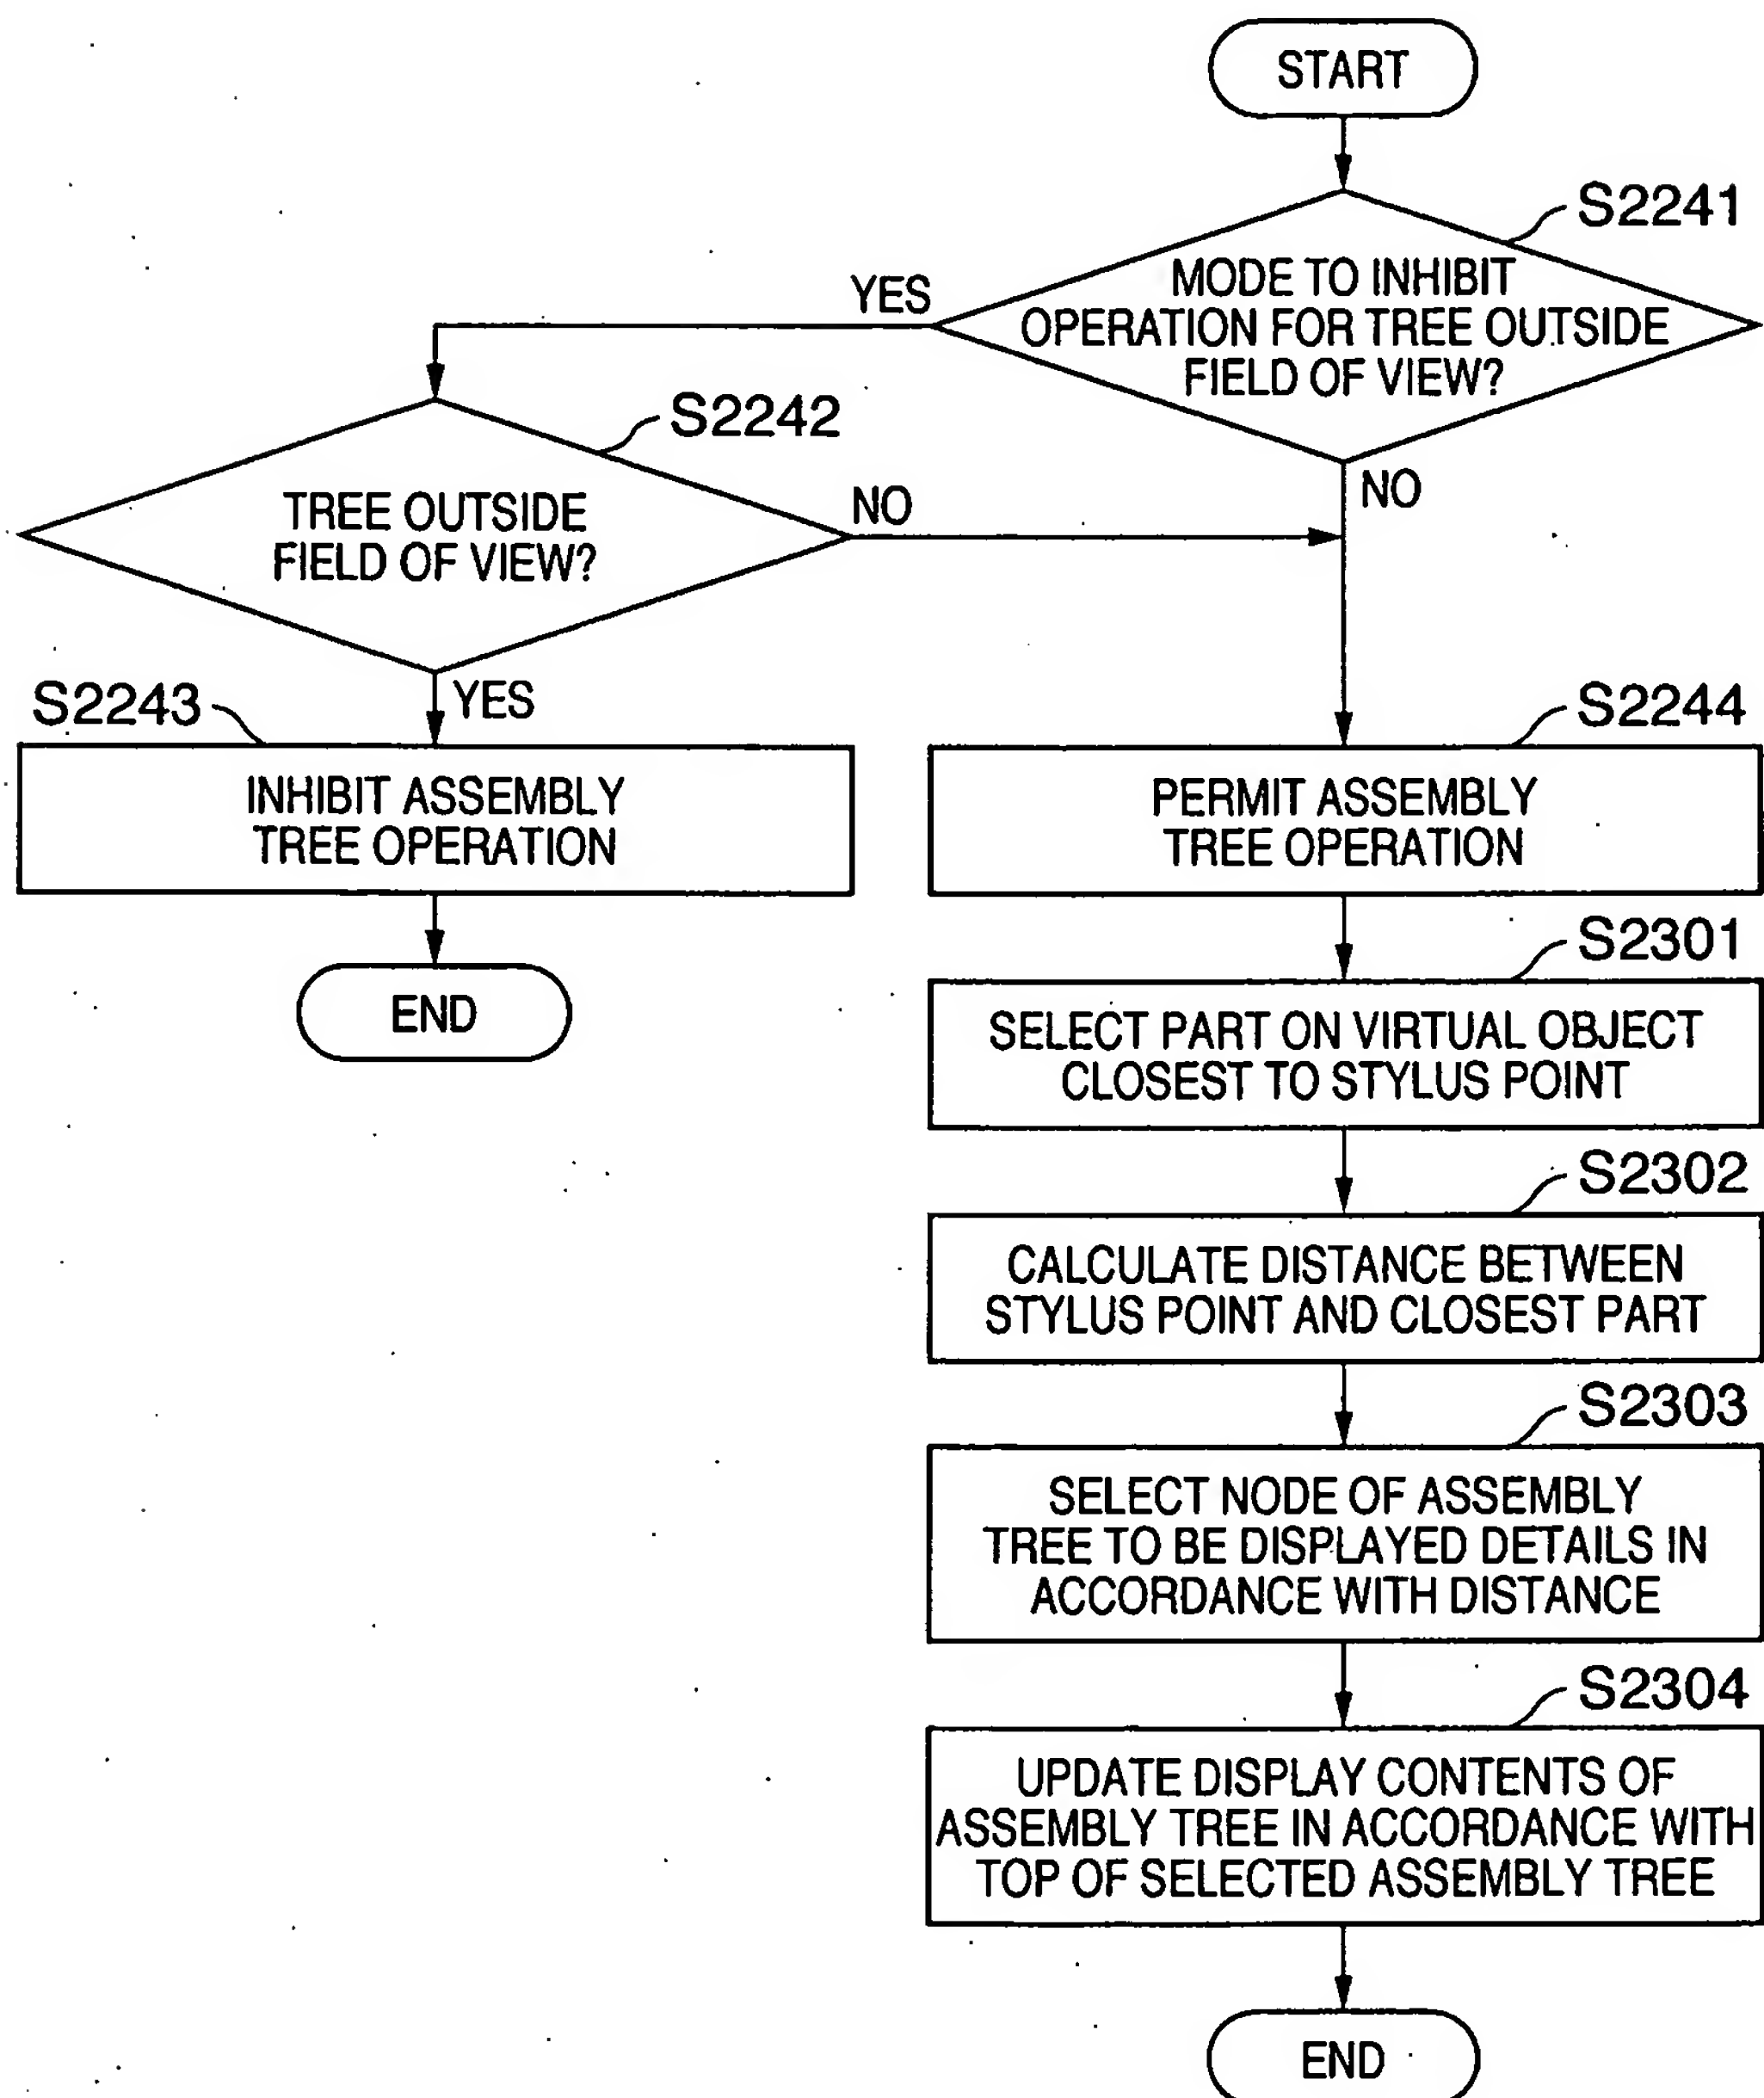 START
S2241
MODE TO INHIBIT
OPERATION FOR TREE OUTSIDE
FIELD OF VIEW?
YES
NO
S2242
TREE OUTSIDE
FIELD OF VIEW?
NO
YES
S2243
INHIBIT ASSEMBLY
TREE OPERATION
END
S2244
PERMIT ASSEMBLY
TREE OPERATION
S2301
SELECT PART ON VIRTUAL OBJECT
CLOSEST TO STYLUS POINT
S2302
CALCULATE DISTANCE BETWEEN
STYLUS POINT AND CLOSEST PART
S2303
SELECT NODE OF ASSEMBLY
TREE TO BE DISPLAYED DETAILS IN
ACCORDANCE WITH DISTANCE
S2304
UPDATE DISPLAY CONTENTS OF
ASSEMBLY TREE IN ACCORDANCE WITH
TOP OF SELECTED ASSEMBLY TREE
END